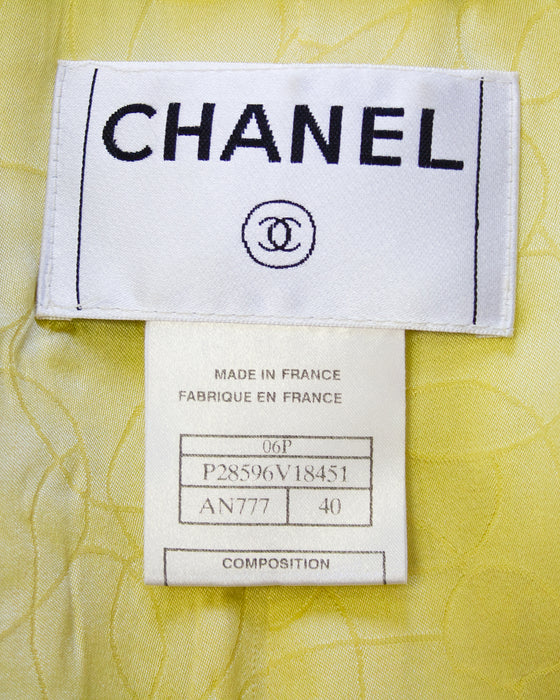 CHANEL
MADE IN FRANCE
FABRIQUE EN FRANCE
06P
P28596V18451
AN777 40
COMPOSITION